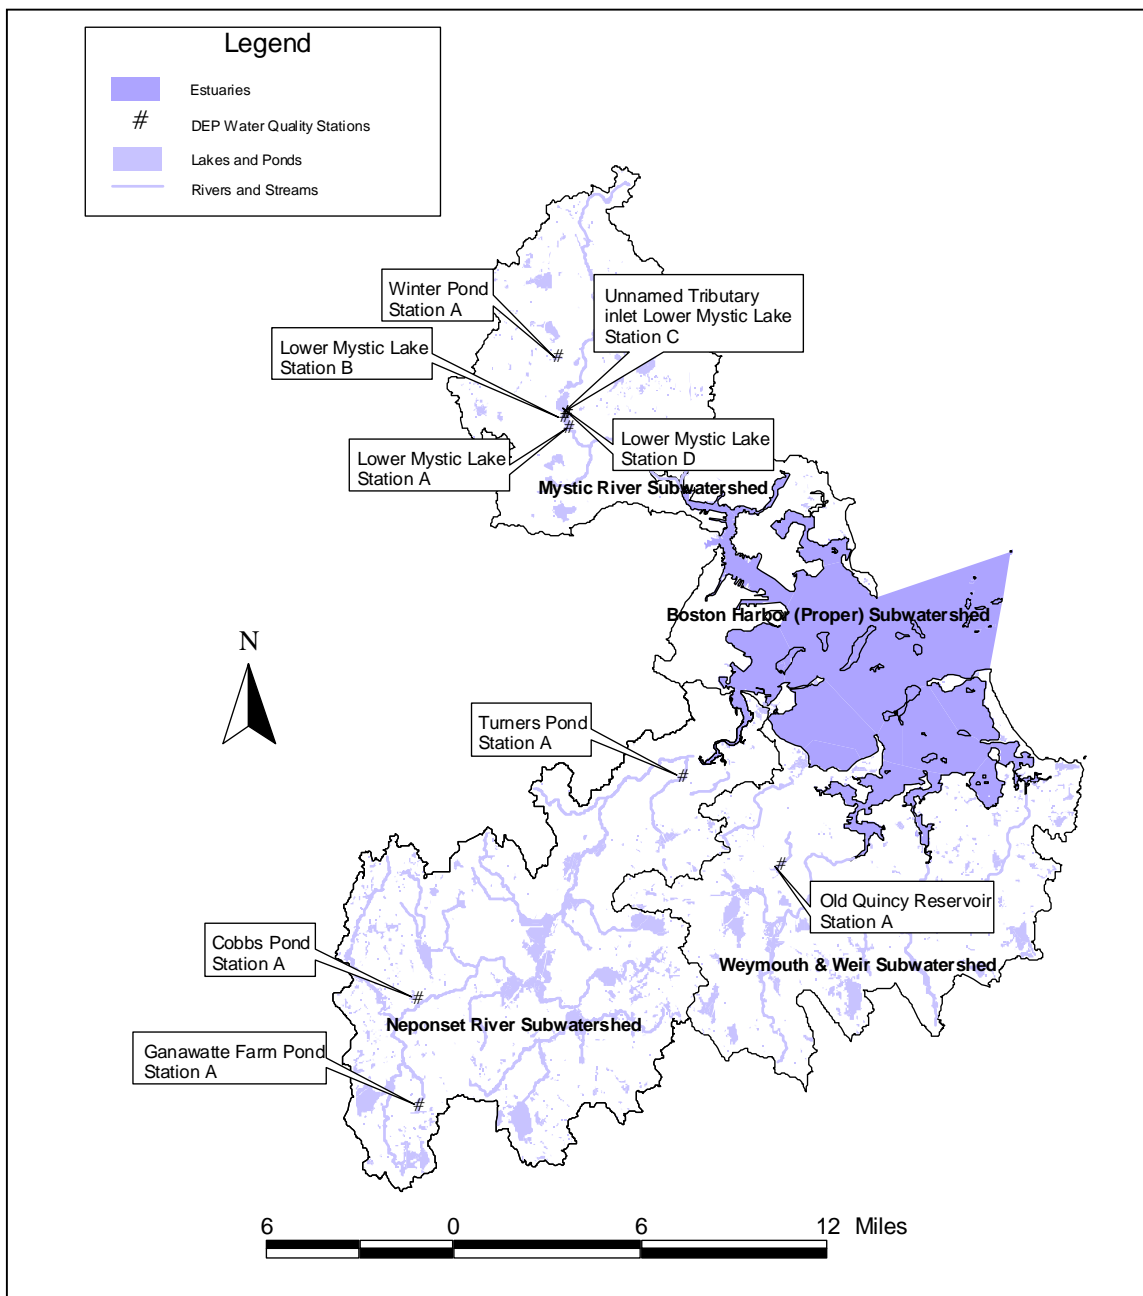 Legend
Estuaries
# DEP Water Quality Stations
Lakes and Ponds
Rivers and Streams
Winter Pond
Station A
Unnamed Tributary
inlet Lower Mystic Lake
Station C
Lower Mystic Lake
Station B
Lower Mystic Lake
Station D
Lower Mystic Lake
Station A
Mystic River Subwatershed
Boston Harbor (Proper) Subwatershed
N
Turners Pond
Station A
Old Quincy Reservoir
Station A
Cobbs Pond
Station A
Weymouth & Weir Subwatershed
Neponset River Subwatershed
Ganawatte Farm Pond
Station A
6 0 6 12 Miles